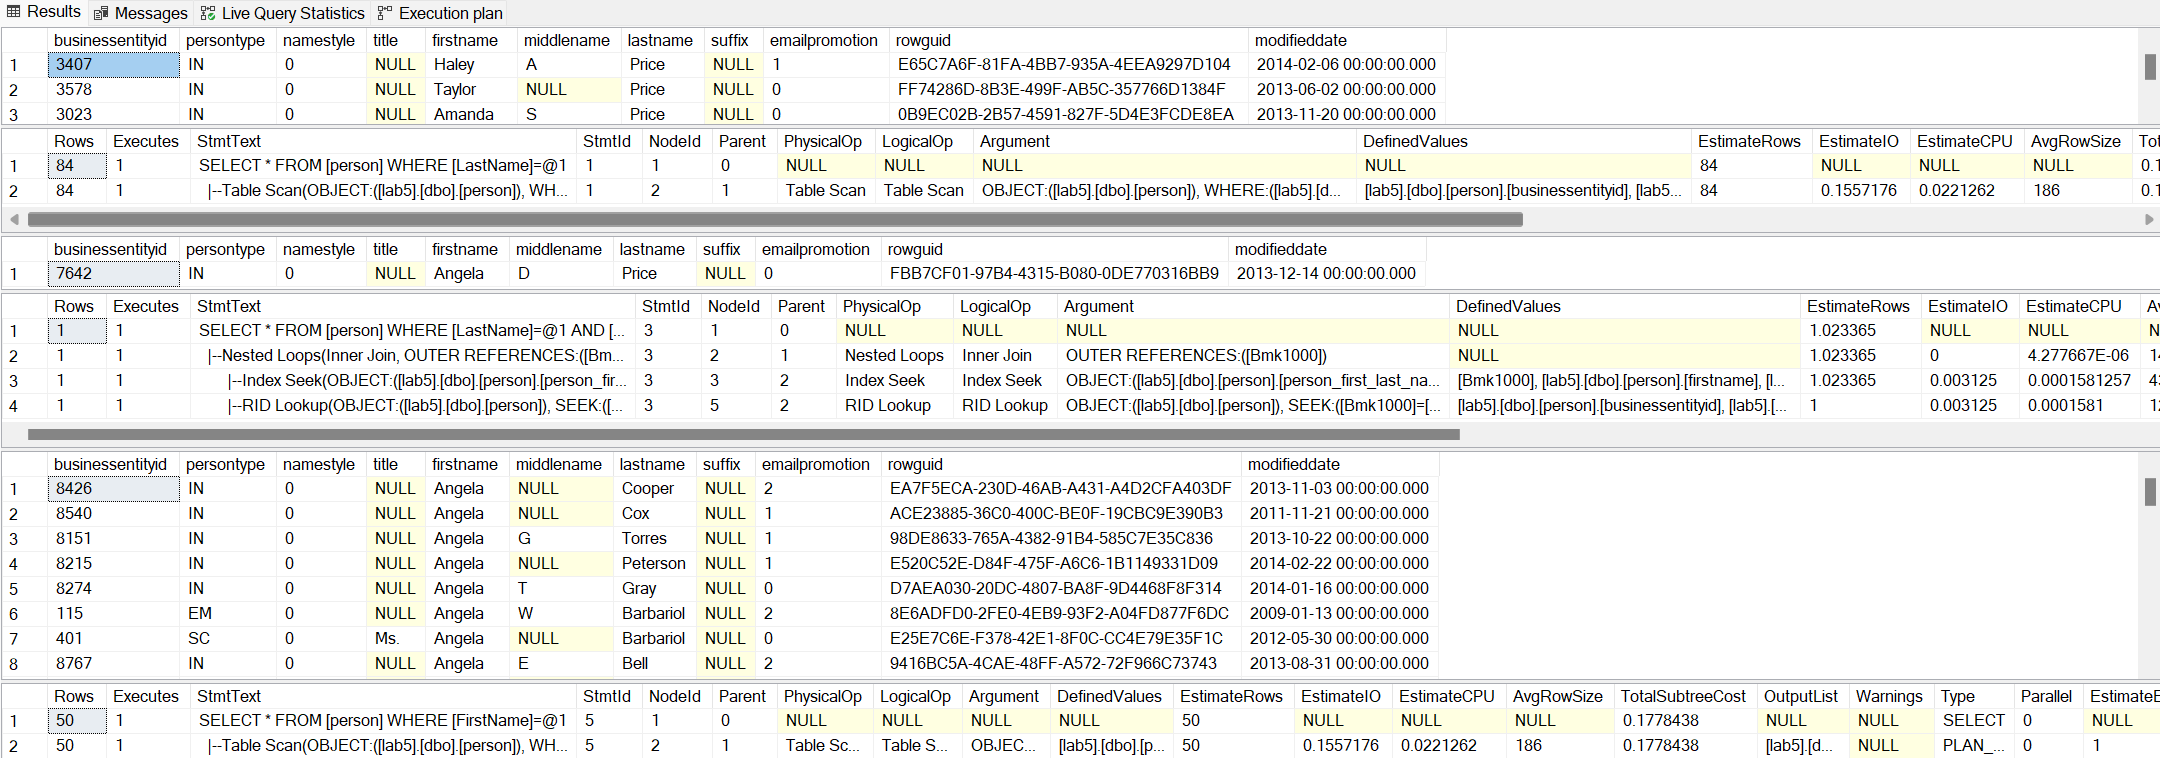 Results Messages Live Query Statistics Execution plan
businessentityid persontype namestyle title firstname middlename lastname suffix emailpromotion rowguid modifieddate
1 3407 IN 0 NULL Haley A Price NULL 1 E65C7A6F-81FA-4BB7-935A-4EEA9297D104 2014-02-06 00:00:00.000
2 3578 IN 0 NULL Taylor NULL Price NULL 0 FF74286D-8B3E-499F-AB5C-357766D1384F 2013-06-02 00:00:00.000
3 3023 IN 0 NULL Amanda S Price NULL 0 0B9EC02B-2B57-4591-827F-5D4E3FCDE8EA 2013-11-20 00:00:00.000
Rows Executes StmtText StmtId NodeId Parent PhysicalOp LogicalOp Argument DefinedValues EstimateRows EstimateIO EstimateCPU AvgRowSize Tot
1 84 1 SELECT * FROM [person] WHERE [LastName]=@1 1 1 0 NULL NULL NULL NULL 84 NULL NULL NULL 0.1
2 84 1 |--Table Scan(OBJECT:([lab5].[dbo].[person]), WH... 1 2 1 Table Scan Table Scan OBJECT:([lab5].[dbo].[person]), WHERE:([lab5].[d... [lab5].[dbo].[person].[businessentityid], [lab5... 84 0.1557176 0.0221262 186 0.1
businessentityid persontype namestyle title firstname middlename lastname suffix emailpromotion rowguid modifieddate
1 7642 IN 0 NULL Angela D Price NULL 0 FBB7CF01-97B4-4315-B080-0DE770316BB9 2013-12-14 00:00:00.000
Rows Executes StmtText StmtId NodeId Parent PhysicalOp LogicalOp Argument DefinedValues EstimateRows EstimateIO EstimateCPU Av
1 1 1 SELECT * FROM [person] WHERE [LastName]=@1 AND [... 3 1 0 NULL NULL NULL NULL 1.023365 NULL NULL N
2 1 1 |--Nested Loops(Inner Join, OUTER REFERENCES:([Bm... 3 2 1 Nested Loops Inner Join OUTER REFERENCES:([Bmk1000]) NULL 1.023365 0 4.277667E-06 14
3 1 1 |--Index Seek(OBJECT:([lab5].[dbo].[person].[person_fir... 3 3 2 Index Seek Index Seek OBJECT:([lab5].[dbo].[person].[person_first_last_na... [Bmk1000], [lab5].[dbo].[person].[firstname], [l... 1.023365 0.003125 0.0001581257 43
4 1 1 |--RID Lookup(OBJECT:([lab5].[dbo].[person]), SEEK:([... 3 5 2 RID Lookup RID Lookup OBJECT:([lab5].[dbo].[person]), SEEK:([Bmk1000]=[... [lab5].[dbo].[person].[businessentityid], [lab5].[... 1 0.003125 0.0001581 12
businessentityid persontype namestyle title firstname middlename lastname suffix emailpromotion rowguid modifieddate
1 8426 IN 0 NULL Angela NULL Cooper NULL 2 EA7F5ECA-230D-46AB-A431-A4D2CFA403DF 2013-11-03 00:00:00.000
2 8540 IN 0 NULL Angela NULL Cox NULL 1 ACE23885-36C0-400C-BE0F-19CBC9E390B3 2011-11-21 00:00:00.000
3 8151 IN 0 NULL Angela G Torres NULL 1 98DE8633-765A-4382-91B4-585C7E35C836 2013-10-22 00:00:00.000
4 8215 IN 0 NULL Angela NULL Peterson NULL 1 E520C52E-D84F-475F-A6C6-1B1149331D09 2014-02-22 00:00:00.000
5 8274 IN 0 NULL Angela T Gray NULL 0 D7AEA030-20DC-4807-BA8F-9D4468F8F314 2014-01-16 00:00:00.000
6 115 EM 0 NULL Angela W Barbariol NULL 2 8E6ADFD0-2FE0-4EB9-93F2-A04FD877F6DC 2009-01-13 00:00:00.000
7 401 SC 0 Ms. Angela NULL Barbariol NULL 0 E25E7C6E-F378-42E1-8F0C-CC4E79E35F1C 2012-05-30 00:00:00.000
8 8767 IN 0 NULL Angela E Bell NULL 2 9416BC5A-4CAE-48FF-A572-72F966C73743 2013-08-31 00:00:00.000
Rows Executes StmtText StmtId NodeId Parent PhysicalOp LogicalOp Argument DefinedValues EstimateRows EstimateIO EstimateCPU AvgRowSize TotalSubtreeCost OutputList Warnings Type Parallel EstimateE
1 50 1 SELECT * FROM [person] WHERE [FirstName]=@1 5 1 0 NULL NULL NULL NULL 50 NULL NULL NULL 0.1778438 NULL NULL SELECT 0 NULL
2 50 1 |--Table Scan(OBJECT:([lab5].[dbo].[person]), WH... 5 2 1 Table Sc... Table S... OBJEC... [lab5].[dbo].[p... 50 0.1557176 0.0221262 186 0.1778438 [lab5].[d... NULL PLAN_... 0 1